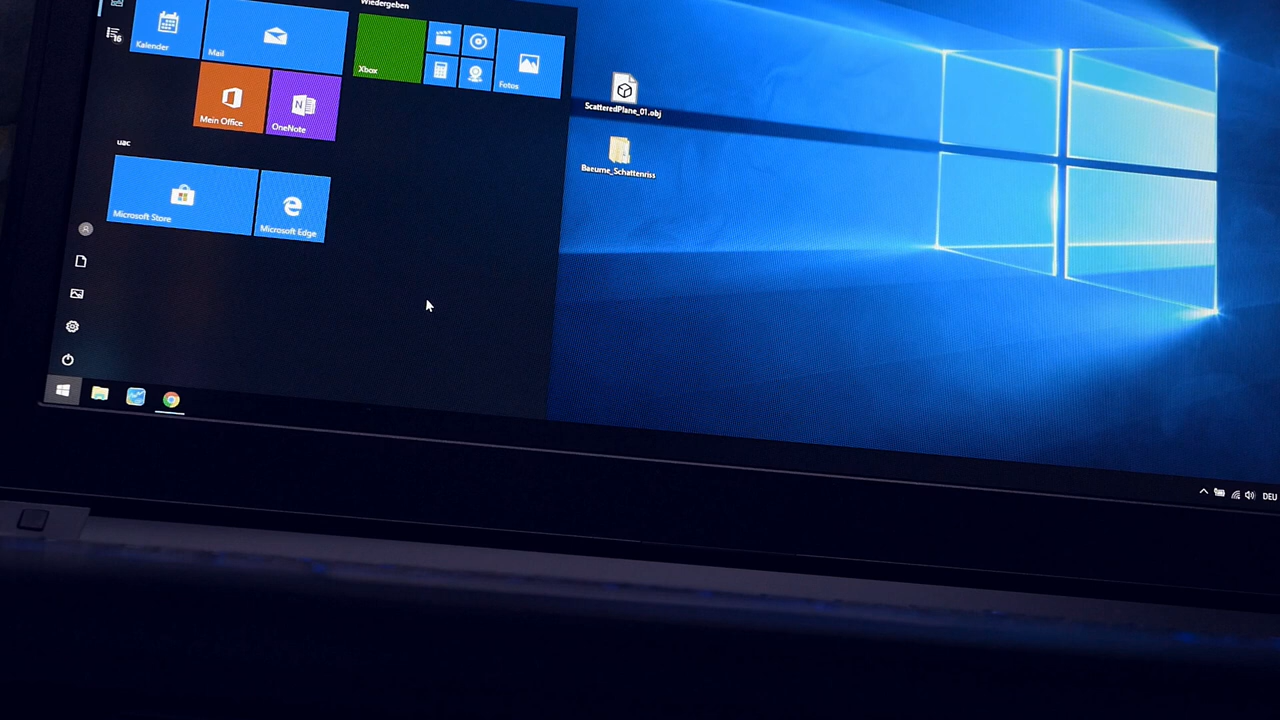 Wiedergeben
Kalender
Mail
Xbox
Fotos
Mein Office
N
OneNote
uac
Microsoft Store
Microsoft Edge
ScatteredPlane_01.obj
Baeume_Schattenriss
DEU